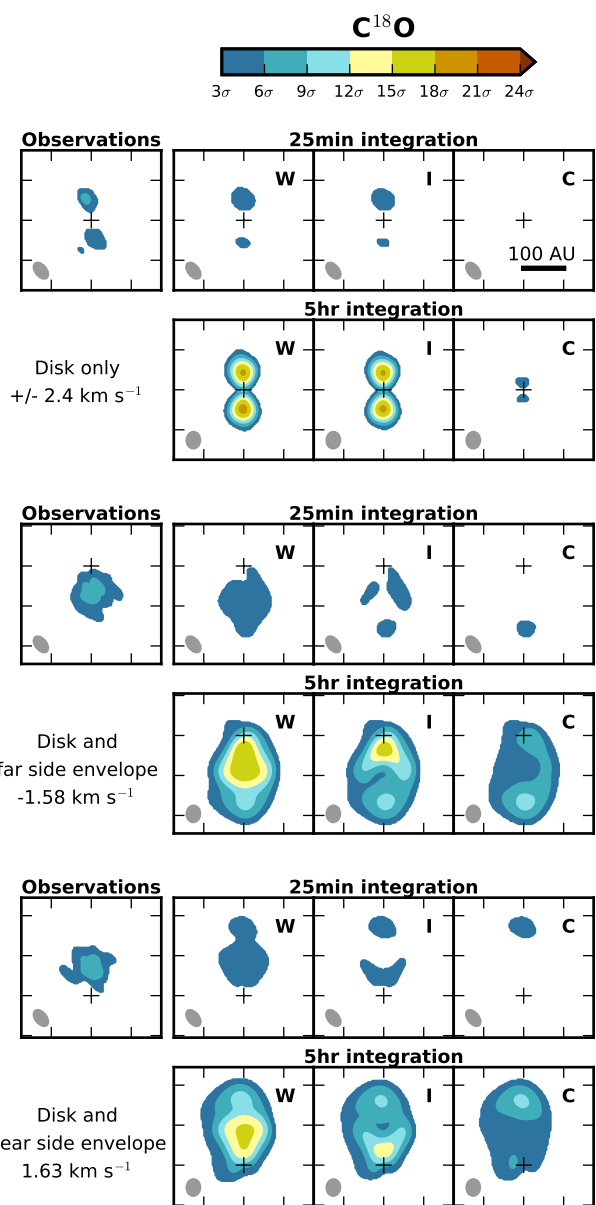 C¹⁸O
3σ 6σ 9σ 12σ 15σ 18σ 21σ 24σ
Observations 25min integration
W I C
100 AU
5hr integration
W I C
Disk only
+/- 2.4 km s⁻¹
Observations 25min integration
W I C
5hr integration
W I C
Disk and
far side envelope
-1.58 km s⁻¹
Observations 25min integration
W I C
5hr integration
W I C
Disk and
ear side envelope
1.63 km s⁻¹